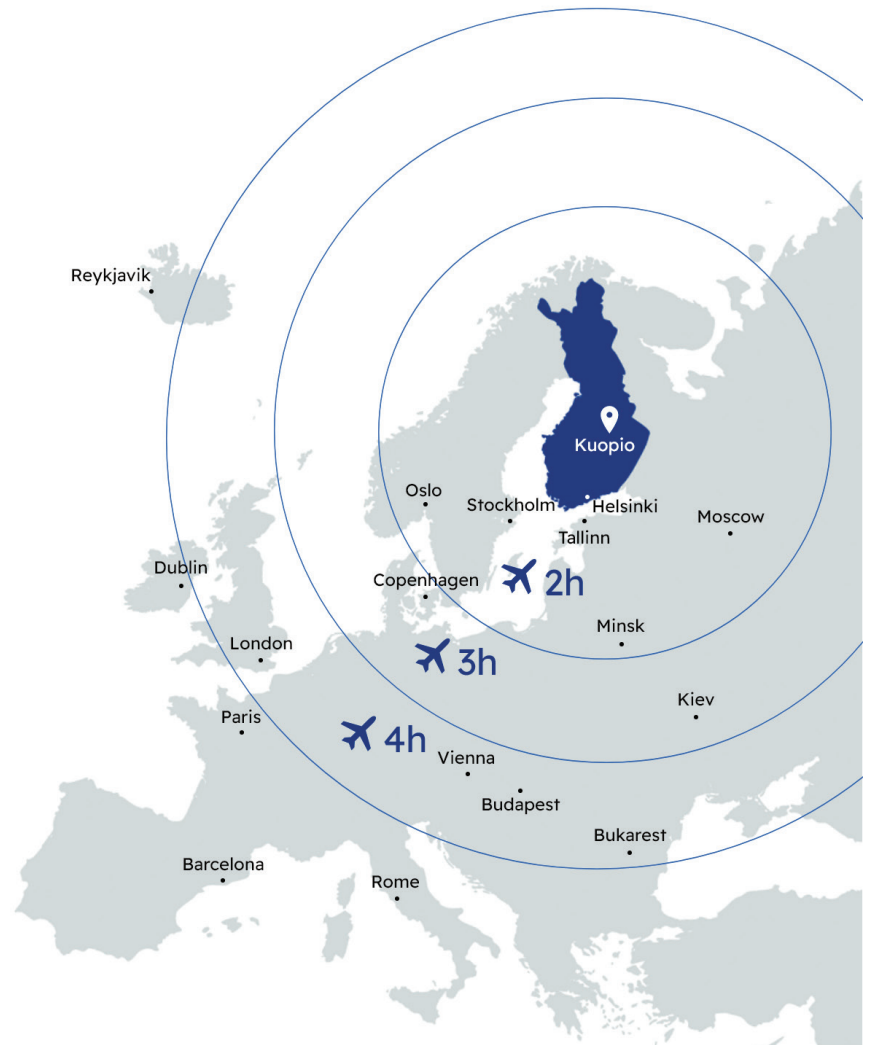 Reykjavik
Kuopio
Oslo
Stockholm
Helsinki
Moscow
Tallinn
Dublin
Copenhagen
2h
Minsk
London
3h
Kiev
Paris
4h
Vienna
Budapest
Bukarest
Barcelona
Rome